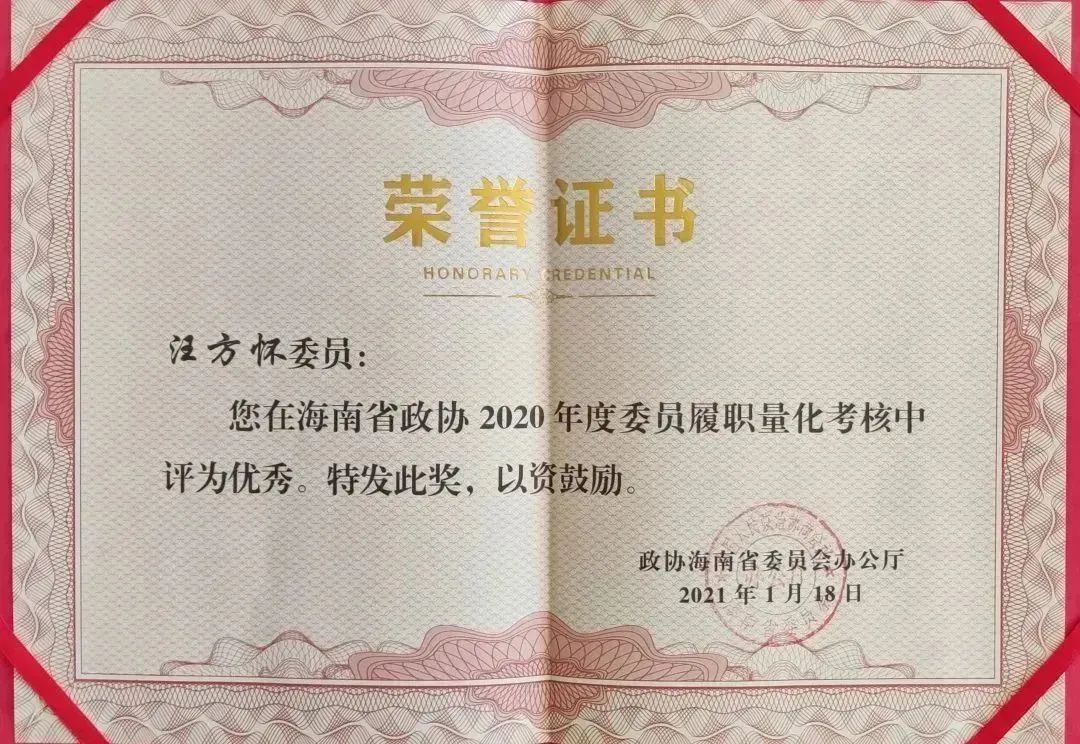 荣誉证书
HONORARY CREDENTIAL
汪方怀委员：
您在海南省政协 2020 年度委员履职量化考核中
评为优秀。特发此奖，以资鼓励。
政协海南省委员会办公厅
2021 年 1 月 18 日